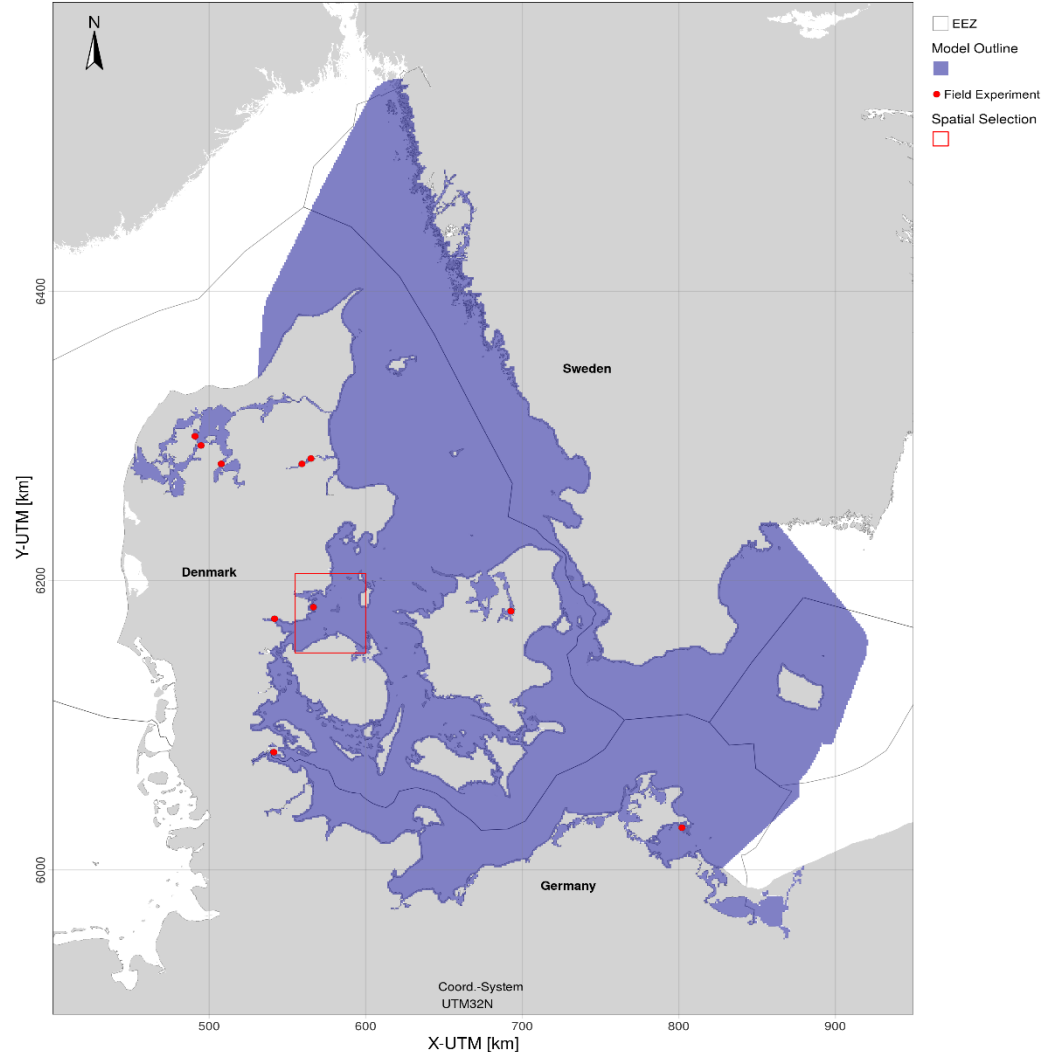 N
EEZ
Model Outline
Field Experiment
Spatial Selection
Sweden
Denmark
Germany
Coord.-System
UTM32N
6400
6200
6000
Y-UTM [km]
500
600
700
800
900
X-UTM [km]